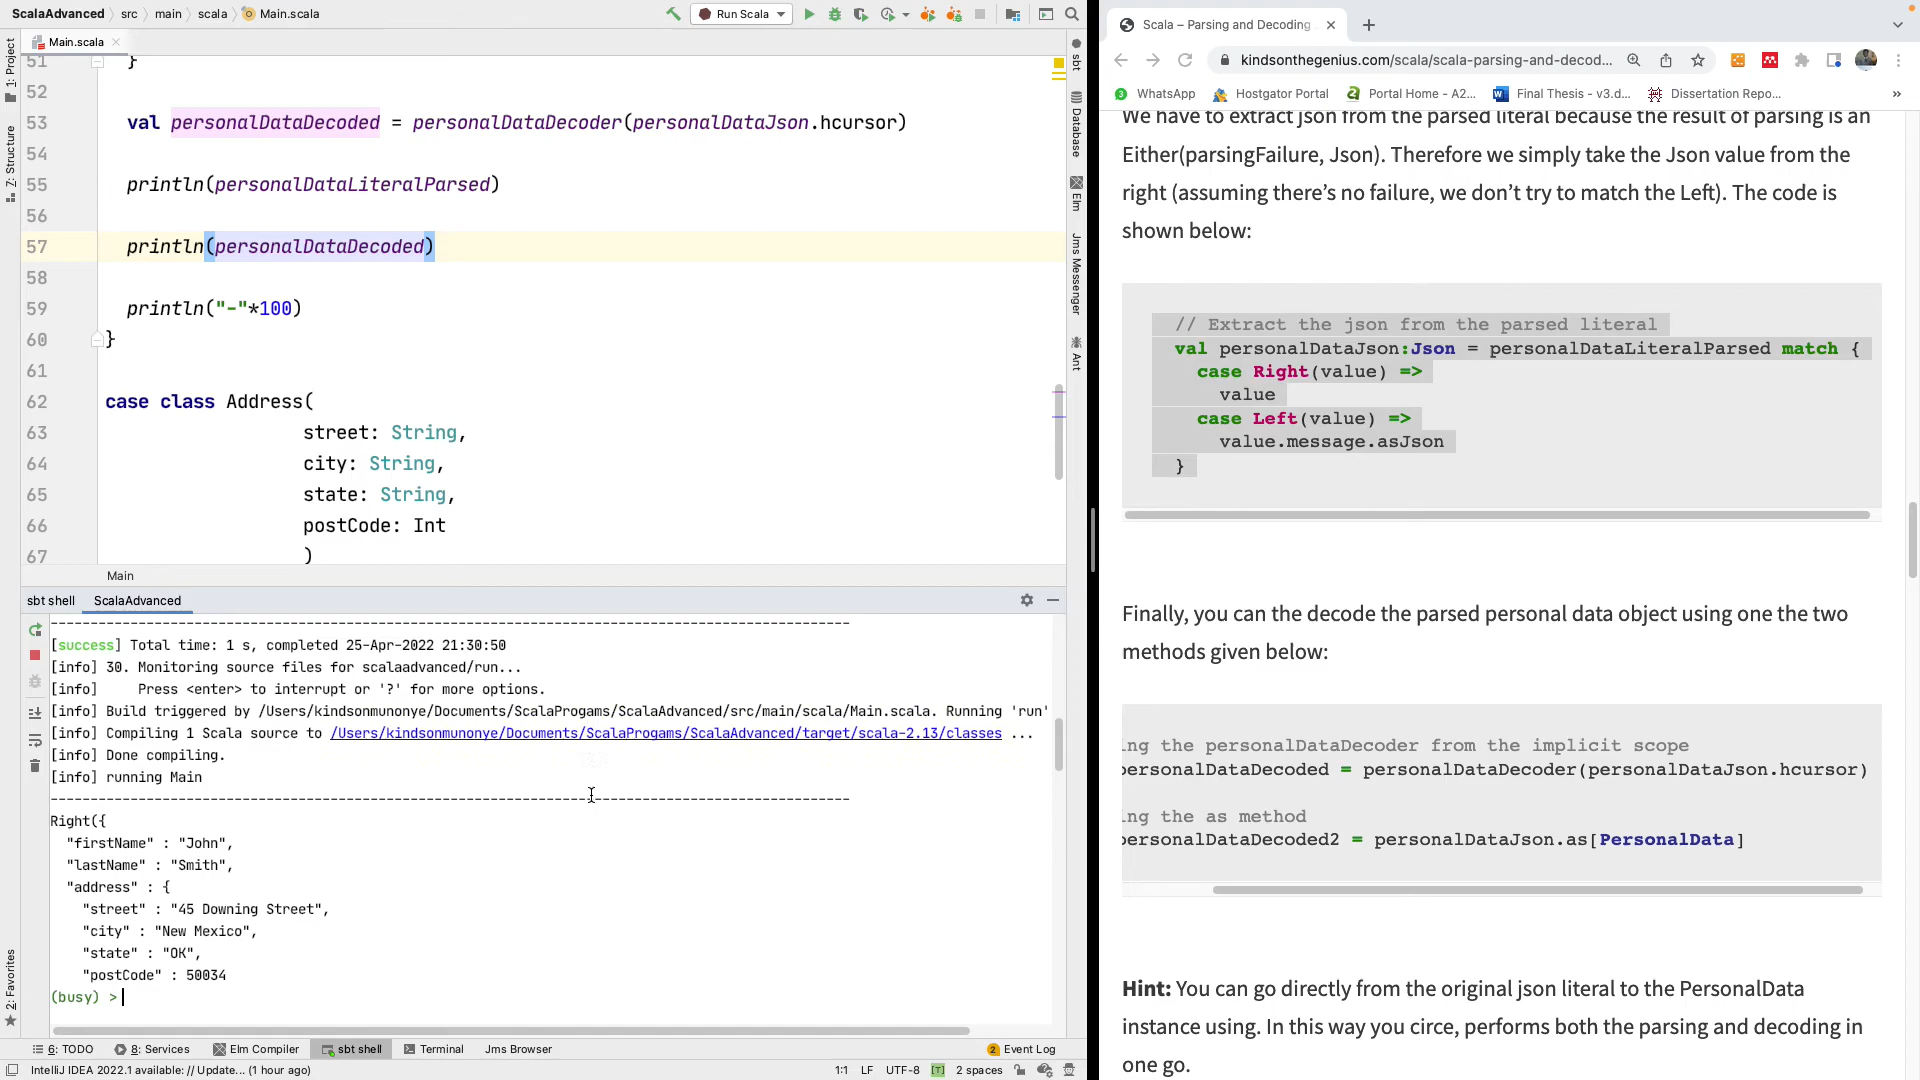 ScalaAdvanced src main scala Main.scala
Run Scala
Main.scala
51 }
52
53 val personalDataDecoded = personalDataDecoder(personalDataJson.hcursor)
54
55 println(personalDataLiteralParsed)
56
57 println(personalDataDecoded)
58
59 println("-"*100)
60 }
61
62 case class Address(
63 street: String,
64 city: String,
65 state: String,
66 postCode: Int
67 )
Main
1: Project
7: Structure
2: Favorites
sbt
Database
Elm
Jms Messenger
Ant
sbt shell ScalaAdvanced
----------------------------------------------------------------------------------------------------
[success] Total time: 1 s, completed 25-Apr-2022 21:30:50
[info] 30. Monitoring source files for scalaadvanced/run...
[info]     Press <enter> to interrupt or '?' for more options.
[info] Build triggered by /Users/kindsonmunonye/Documents/ScalaProgams/ScalaAdvanced/src/main/scala/Main.scala. Running 'run'
[info] Compiling 1 Scala source to /Users/kindsonmunonye/Documents/ScalaProgams/ScalaAdvanced/target/scala-2.13/classes ...
[info] Done compiling.
[info] running Main
----------------------------------------------------------------------------------------------------
Right({
"firstName" : "John",
"lastName" : "Smith",
"address" : {
"street" : "45 Downing Street",
"city" : "New Mexico",
"state" : "OK",
"postCode" : 50034
(busy) >
6: TODO 8: Services Elm Compiler sbt shell Terminal Jms Browser 2 Event Log
IntelliJ IDEA 2022.1 available: // Update... (1 hour ago) 1:1 LF UTF-8 [T] 2 spaces
Scala – Parsing and Decoding
kindsonthegenius.com/scala/scala-parsing-and-decod...
WhatsApp Hostgator Portal Portal Home - A2... Final Thesis - v3.d... Dissertation Repo... »
We have to extract json from the parsed literal because the result of parsing is an
Either(parsingFailure, Json). Therefore we simply take the Json value from the
right (assuming there's no failure, we don't try to match the Left). The code is
shown below:
// Extract the json from the parsed literal
val personalDataJson:Json = personalDataLiteralParsed match {
case Right(value) =>
value
case Left(value) =>
value.message.asJson
}
Finally, you can the decode the parsed personal data object using one the two
methods given below:
ing the personalDataDecoder from the implicit scope
personalDataDecoded = personalDataDecoder(personalDataJson.hcursor)
ing the as method
personalDataDecoded2 = personalDataJson.as[PersonalData]
Hint: You can go directly from the original json literal to the PersonalData
instance using. In this way you circe, performs both the parsing and decoding in
one go.